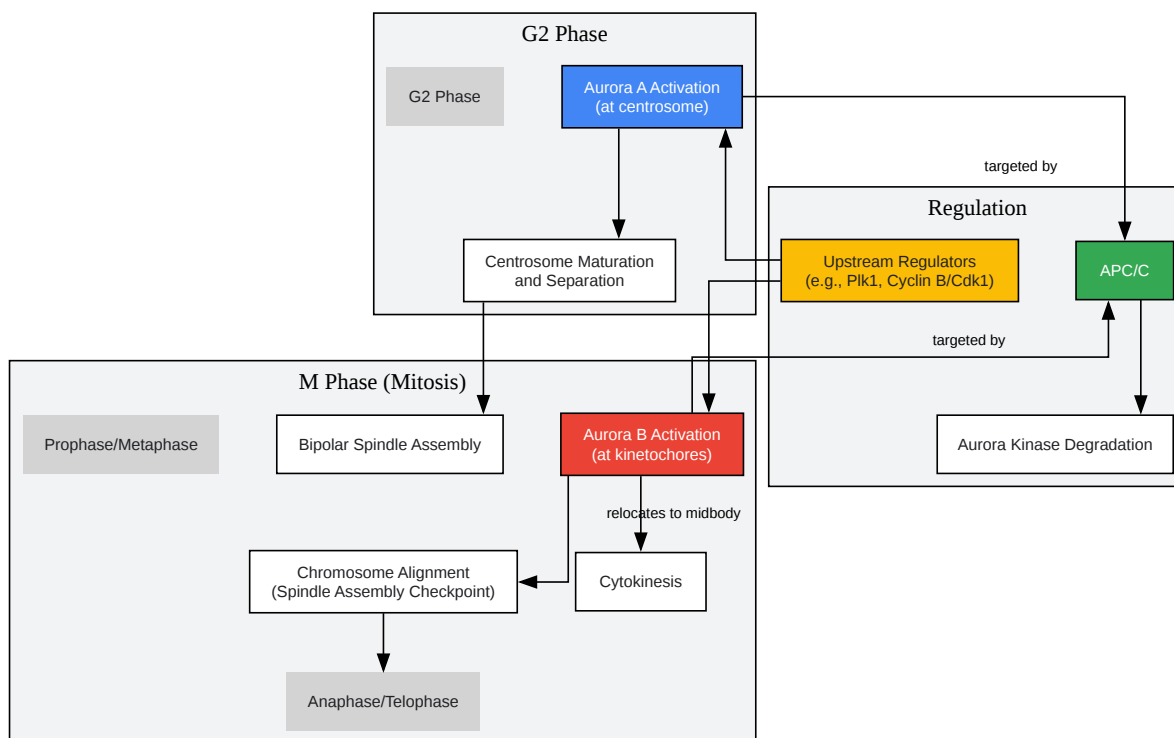 G2 Phase
G2 Phase
Aurora A Activation
(at centrosome)
targeted by
Regulation
Centrosome Maturation
and Separation
Upstream Regulators
(e.g., Plk1, Cyclin B/Cdk1)
APC/C
targeted by
M Phase (Mitosis)
Prophase/Metaphase
Bipolar Spindle Assembly
Aurora B Activation
(at kinetochores)
Aurora Kinase Degradation
relocates to midbody
Chromosome Alignment
(Spindle Assembly Checkpoint)
Cytokinesis
Anaphase/Telophase